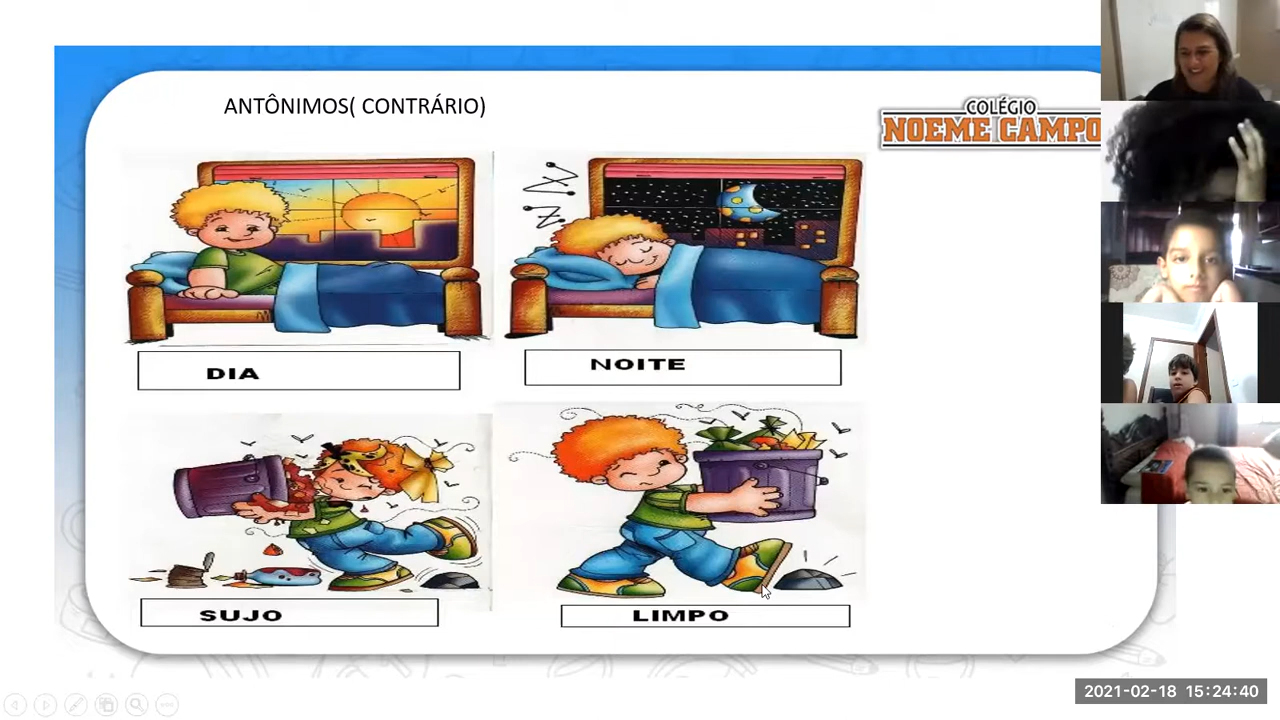 ANTÔNIMOS( CONTRÁRIO)
COLÉGIO
NOEME CAMPO
DIA
NOITE
SUJO
LIMPO
2021-02-18 15:24:40